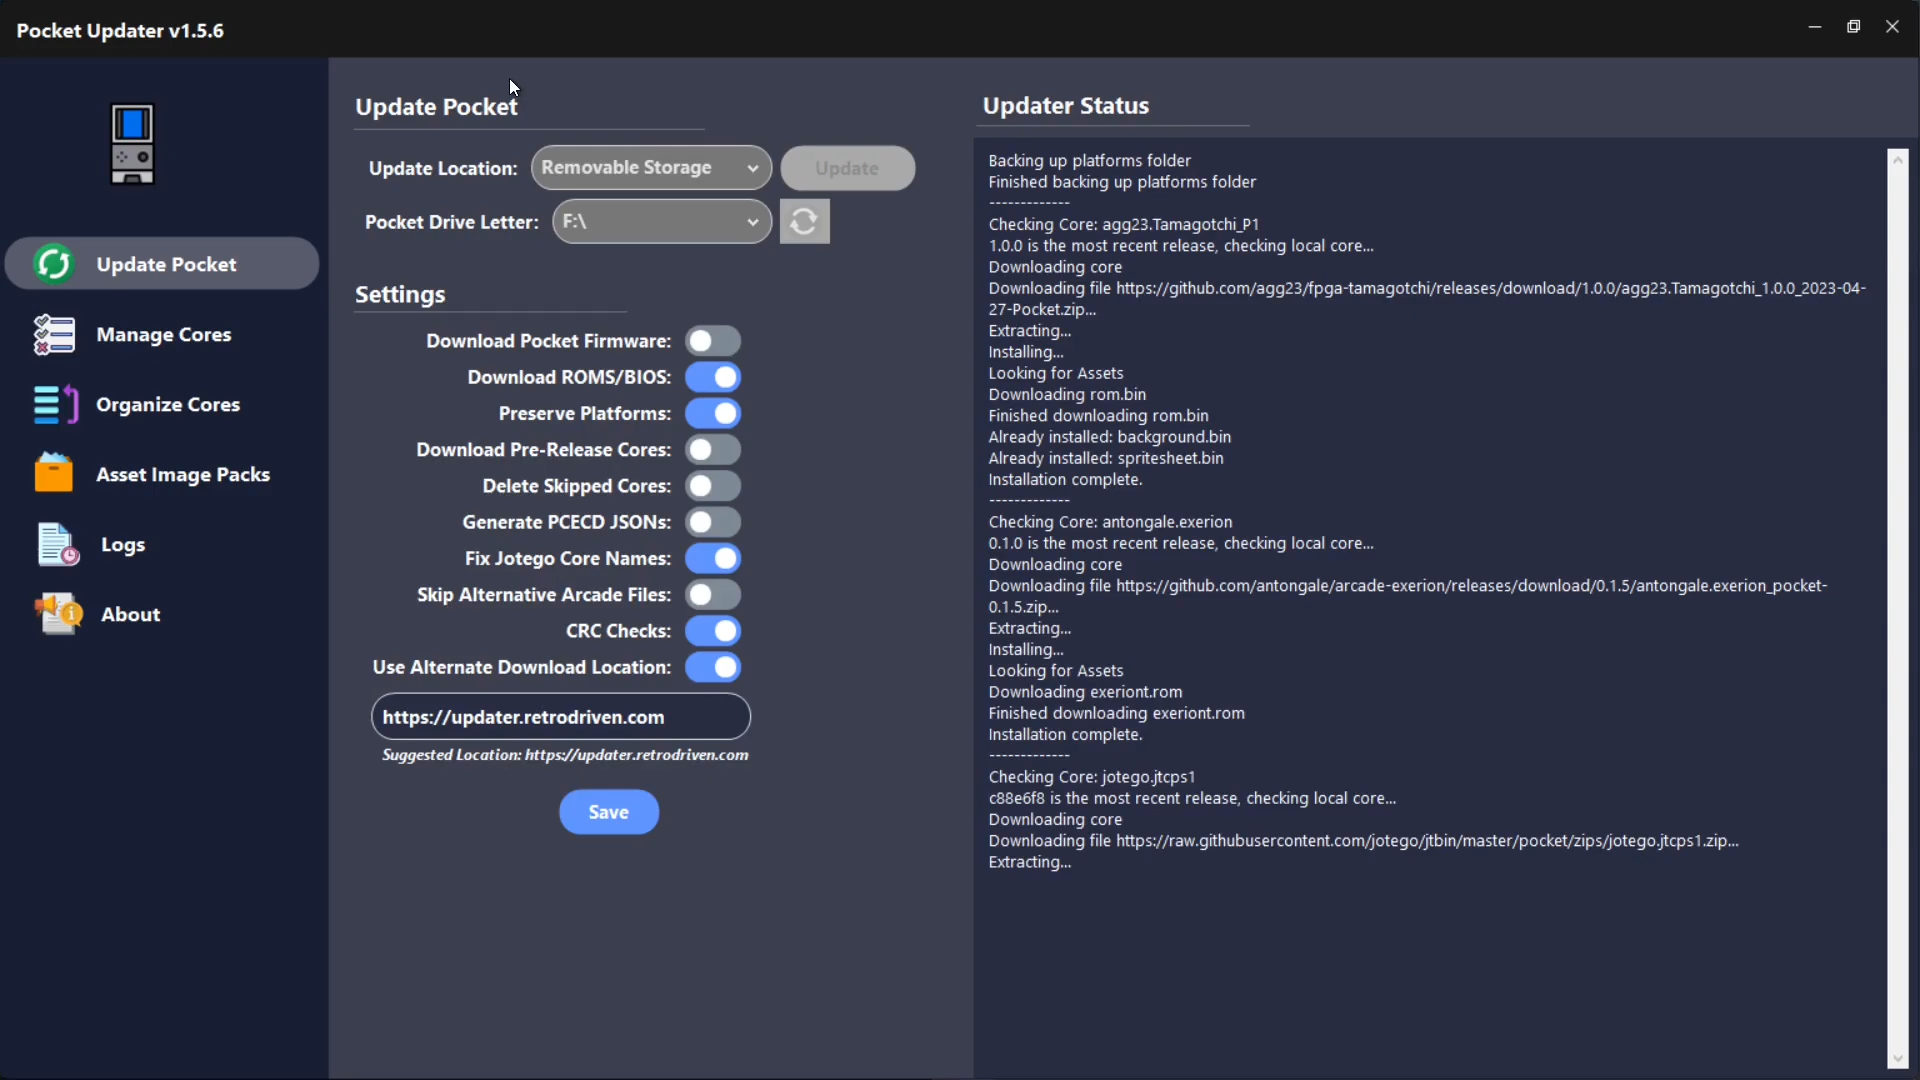 Pocket Updater v1.5.6
Update Pocket
Manage Cores
Organize Cores
Asset Image Packs
Logs
About
Update Pocket
Update Location:
Removable Storage
Update
Pocket Drive Letter:
F:\
Settings
Download Pocket Firmware:
Download ROMS/BIOS:
Preserve Platforms:
Download Pre-Release Cores:
Delete Skipped Cores:
Generate PCECD JSONs:
Fix Jotego Core Names:
Skip Alternative Arcade Files:
CRC Checks:
Use Alternate Download Location:
https://updater.retrodriven.com
Suggested Location: https://updater.retrodriven.com
Save
Updater Status
Backing up platforms folder
Finished backing up platforms folder
-------------
Checking Core: agg23.Tamagotchi_P1
1.0.0 is the most recent release, checking local core...
Downloading core
Downloading file https://github.com/agg23/fpga-tamagotchi/releases/download/1.0.0/agg23.Tamagotchi_1.0.0_2023-04-
27-Pocket.zip...
Extracting...
Installing...
Looking for Assets
Downloading rom.bin
Finished downloading rom.bin
Already installed: background.bin
Already installed: spritesheet.bin
Installation complete.
-------------
Checking Core: antongale.exerion
0.1.0 is the most recent release, checking local core...
Downloading core
Downloading file https://github.com/antongale/arcade-exerion/releases/download/0.1.5/antongale.exerion_pocket-
0.1.5.zip...
Extracting...
Installing...
Looking for Assets
Downloading exeriont.rom
Finished downloading exeriont.rom
Installation complete.
-------------
Checking Core: jotego.jtcps1
c88e6f8 is the most recent release, checking local core...
Downloading core
Downloading file https://raw.githubusercontent.com/jotego/jtbin/master/pocket/zips/jotego.jtcps1.zip...
Extracting...